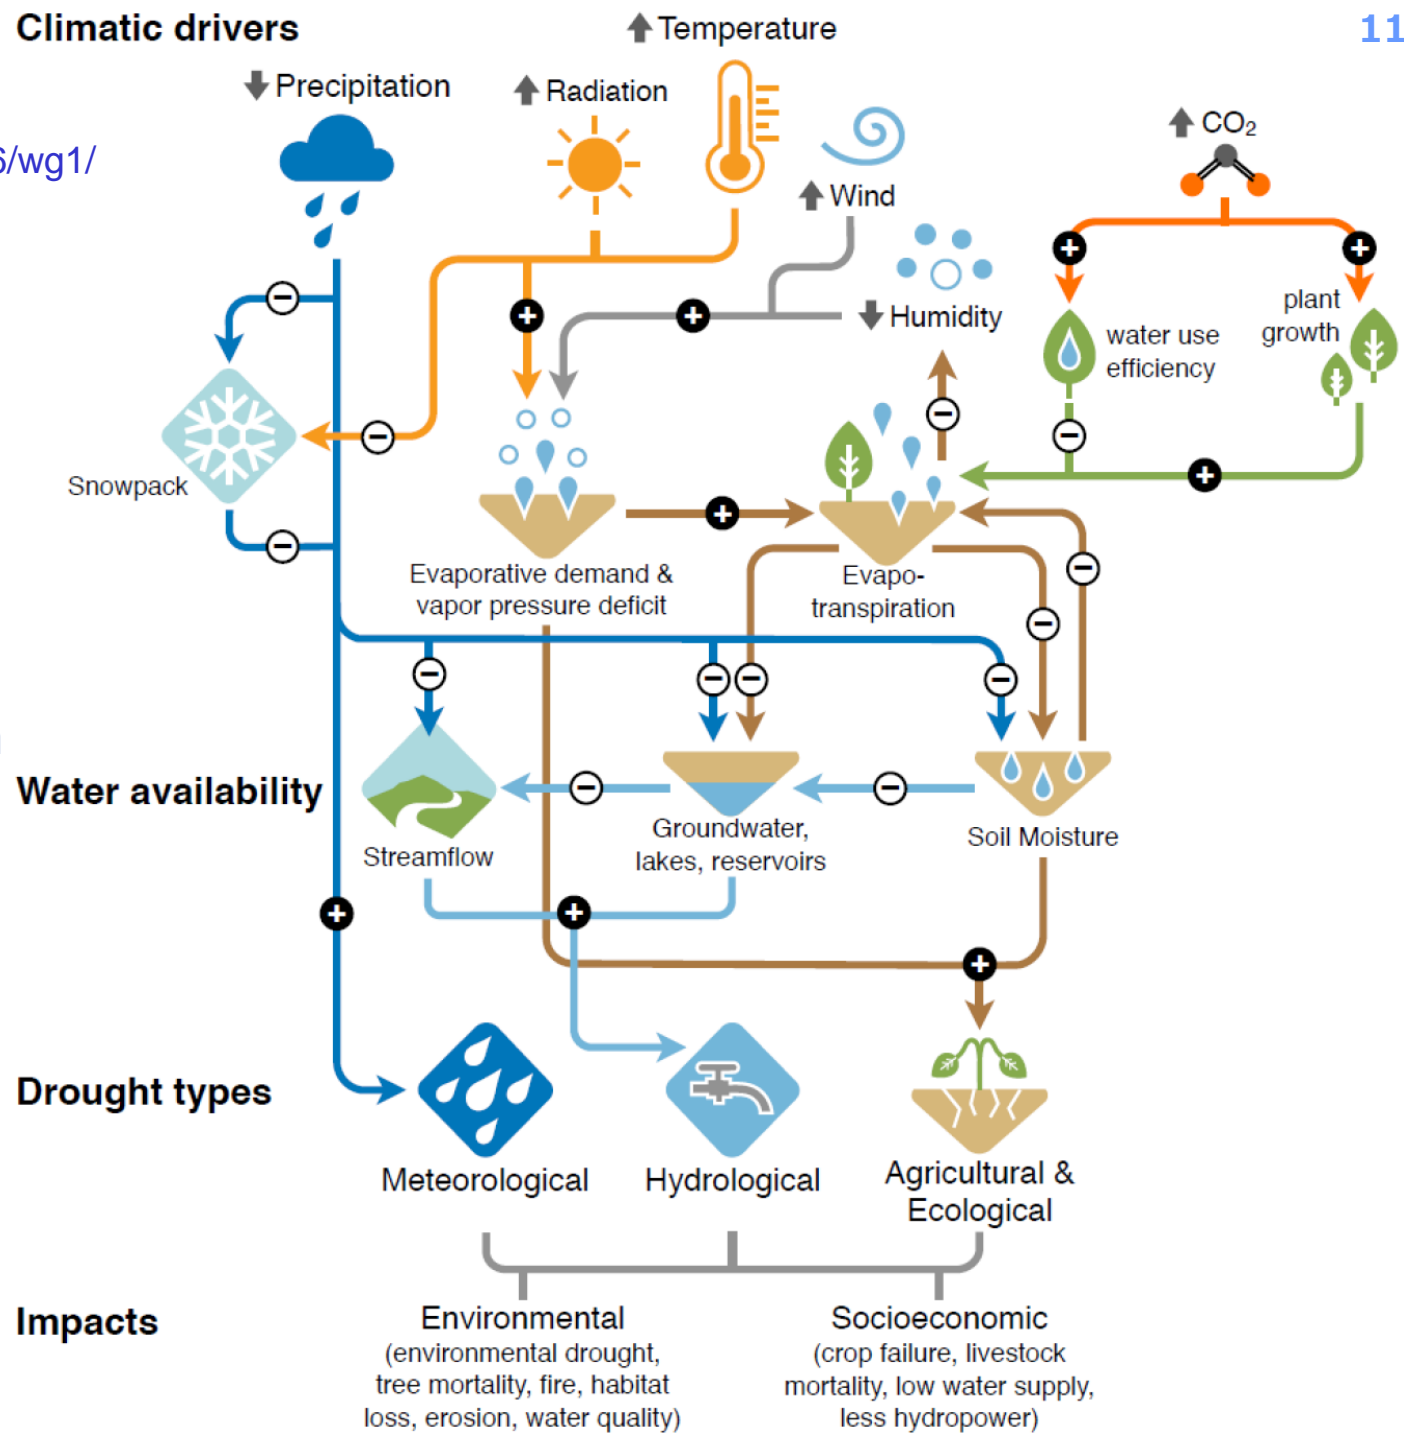 Climatic drivers
11
Temperature
Precipitation
Radiation
CO₂
6/wg1/
Wind
plant
growth
Humidity
water use
efficiency
Snowpack
Evaporative demand &
vapor pressure deficit
Evapo-
transpiration
Water availability
Streamflow
Groundwater,
lakes, reservoirs
Soil Moisture
Drought types
Meteorological
Hydrological
Agricultural &
Ecological
Impacts
Environmental
(environmental drought,
tree mortality, fire, habitat
loss, erosion, water quality)
Socioeconomic
(crop failure, livestock
mortality, low water supply,
less hydropower)